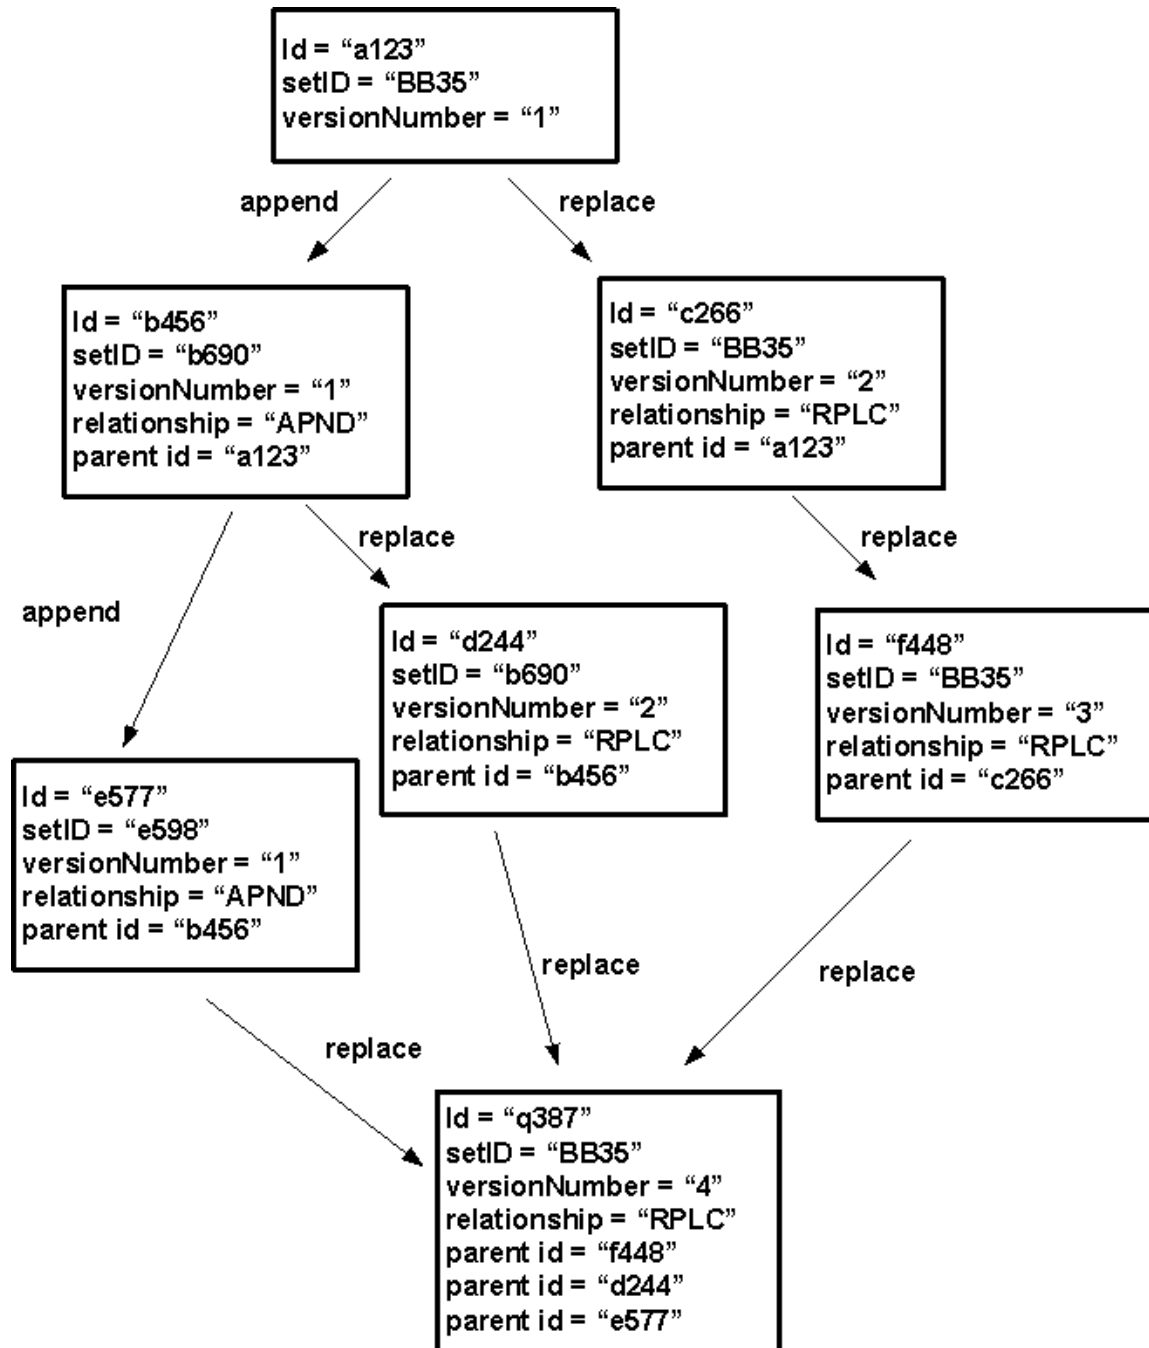 Id = “a123”
setID = “BB35”
versionNumber = “1”
append
replace
Id = “b456”
setID = “b690”
versionNumber = “1”
relationship = “APND”
parent id = “a123”
Id = “c266”
setID = “BB35”
versionNumber = “2”
relationship = “RPLC”
parent id = “a123”
append
replace
replace
Id = “d244”
setID = “b690”
versionNumber = “2”
relationship = “RPLC”
parent id = “b456”
Id = “f448”
setID = “BB35”
versionNumber = “3”
relationship = “RPLC”
parent id = “c266”
Id = “e577”
setID = “e598”
versionNumber = “1”
relationship = “APND”
parent id = “b456”
replace
replace
replace
Id = “q387”
setID = “BB35”
versionNumber = “4”
relationship = “RPLC”
parent id = “f448”
parent id = “d244”
parent id = “e577”